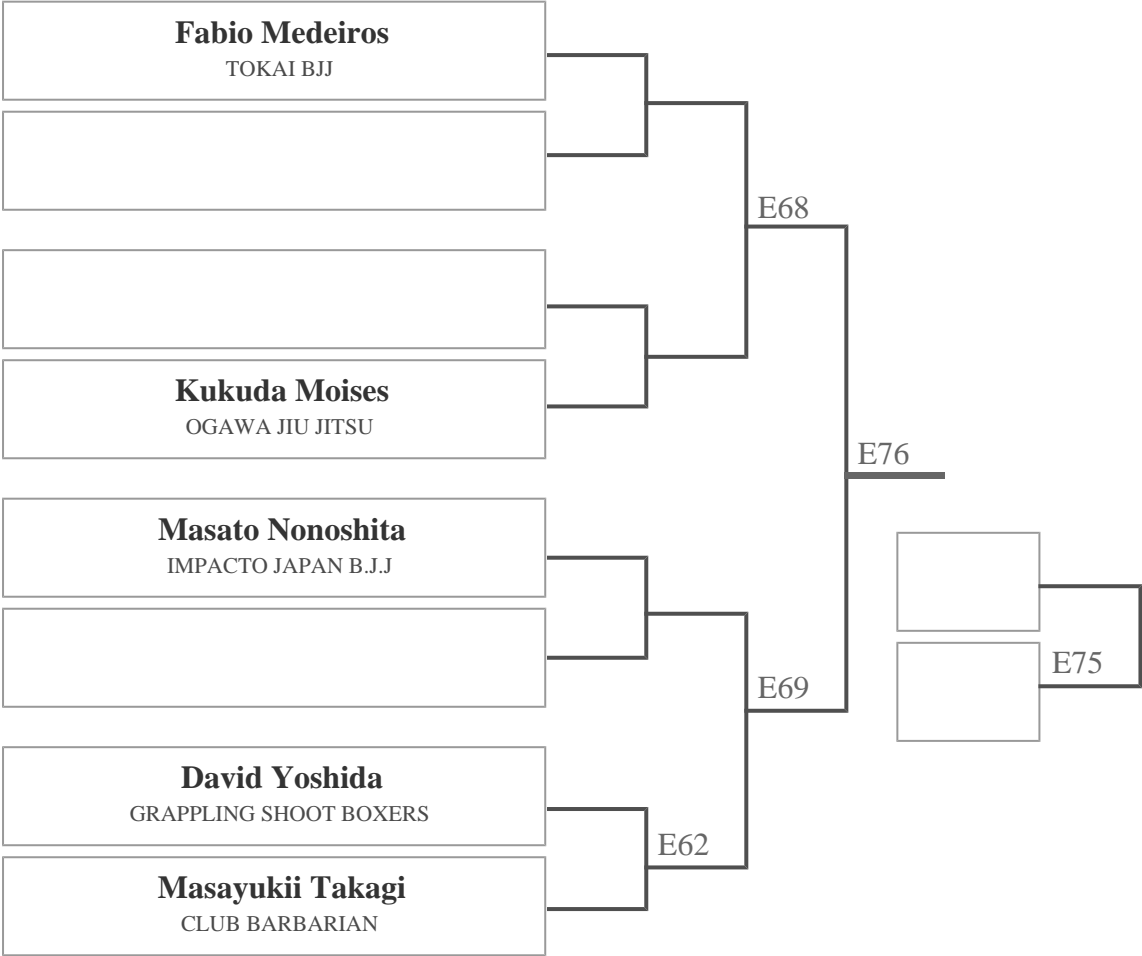 Fabio Medeiros
TOKAI BJJ
E68
Kukuda Moises
OGAWA JIU JITSU
E76
Masato Nonoshita
IMPACTO JAPAN B.J.J
E75
E69
David Yoshida
GRAPPLING SHOOT BOXERS
E62
Masayukii Takagi
CLUB BARBARIAN